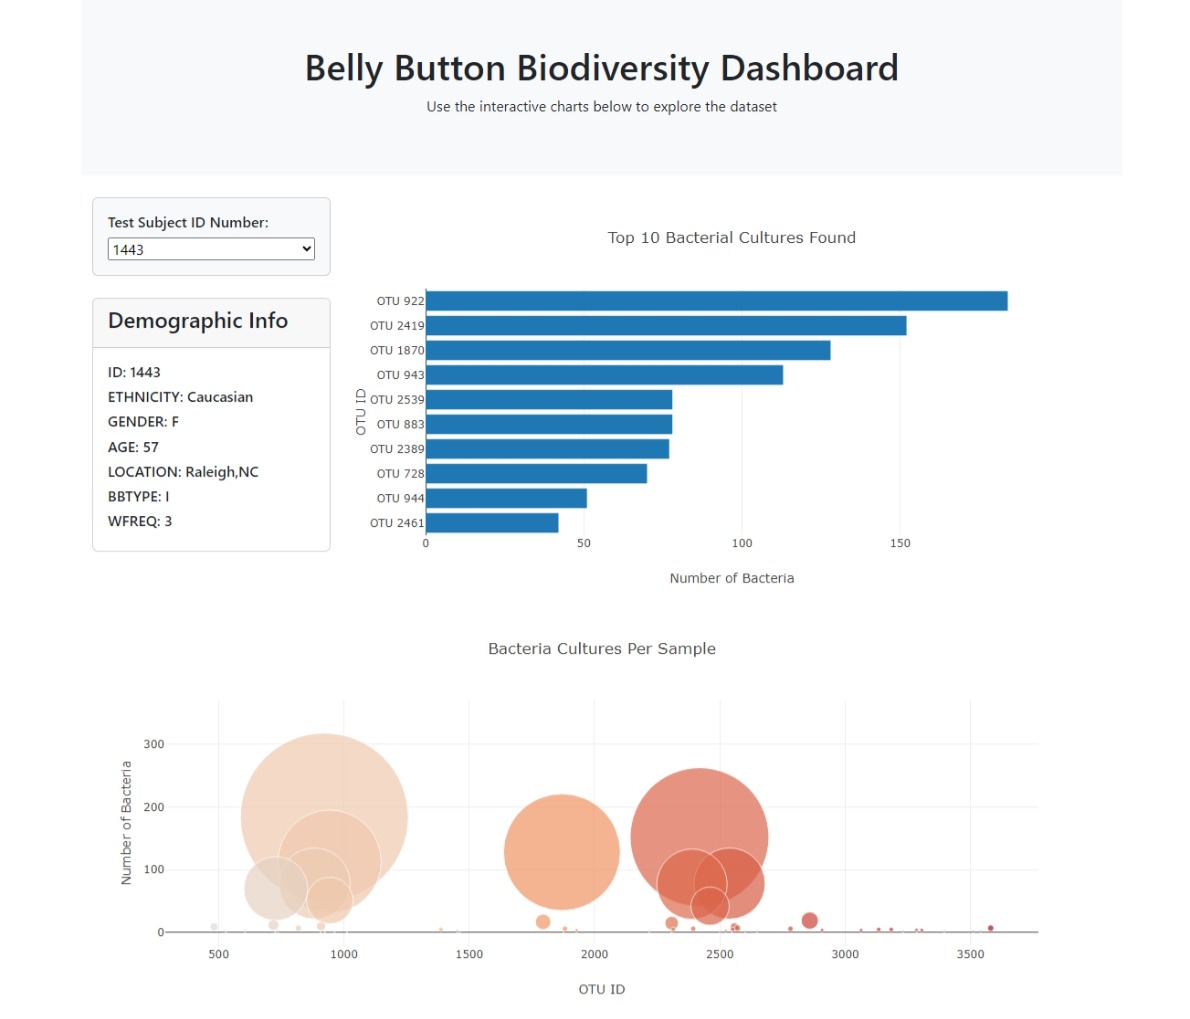 Belly Button Biodiversity Dashboard
Use the interactive charts below to explore the dataset
Test Subject ID Number:
1443
Demographic Info
ID: 1443
ETHNICITY: Caucasian
GENDER: F
AGE: 57
LOCATION: Raleigh,NC
BBTYPE: I
WFREQ: 3
Top 10 Bacterial Cultures Found
OTU ID
OTU 922
OTU 2419
OTU 1870
OTU 943
OTU 2539
OTU 883
OTU 2389
OTU 728
OTU 944
OTU 2461
0 50 100 150
Number of Bacteria
Bacteria Cultures Per Sample
Number of Bacteria
300
200
100
0
500 1000 1500 2000 2500 3000 3500
OTU ID